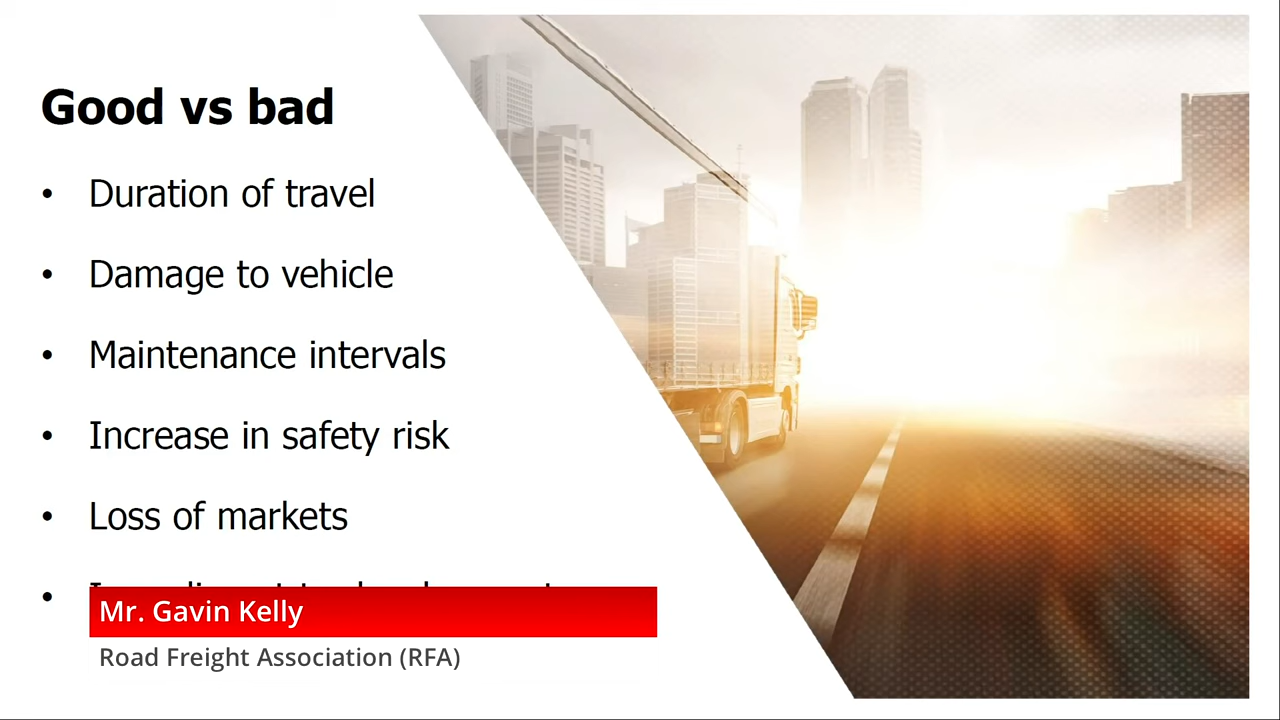 Good vs bad
• Duration of travel
• Damage to vehicle
• Maintenance intervals
• Increase in safety risk
• Loss of markets
•
Mr. Gavin Kelly
Road Freight Association (RFA)